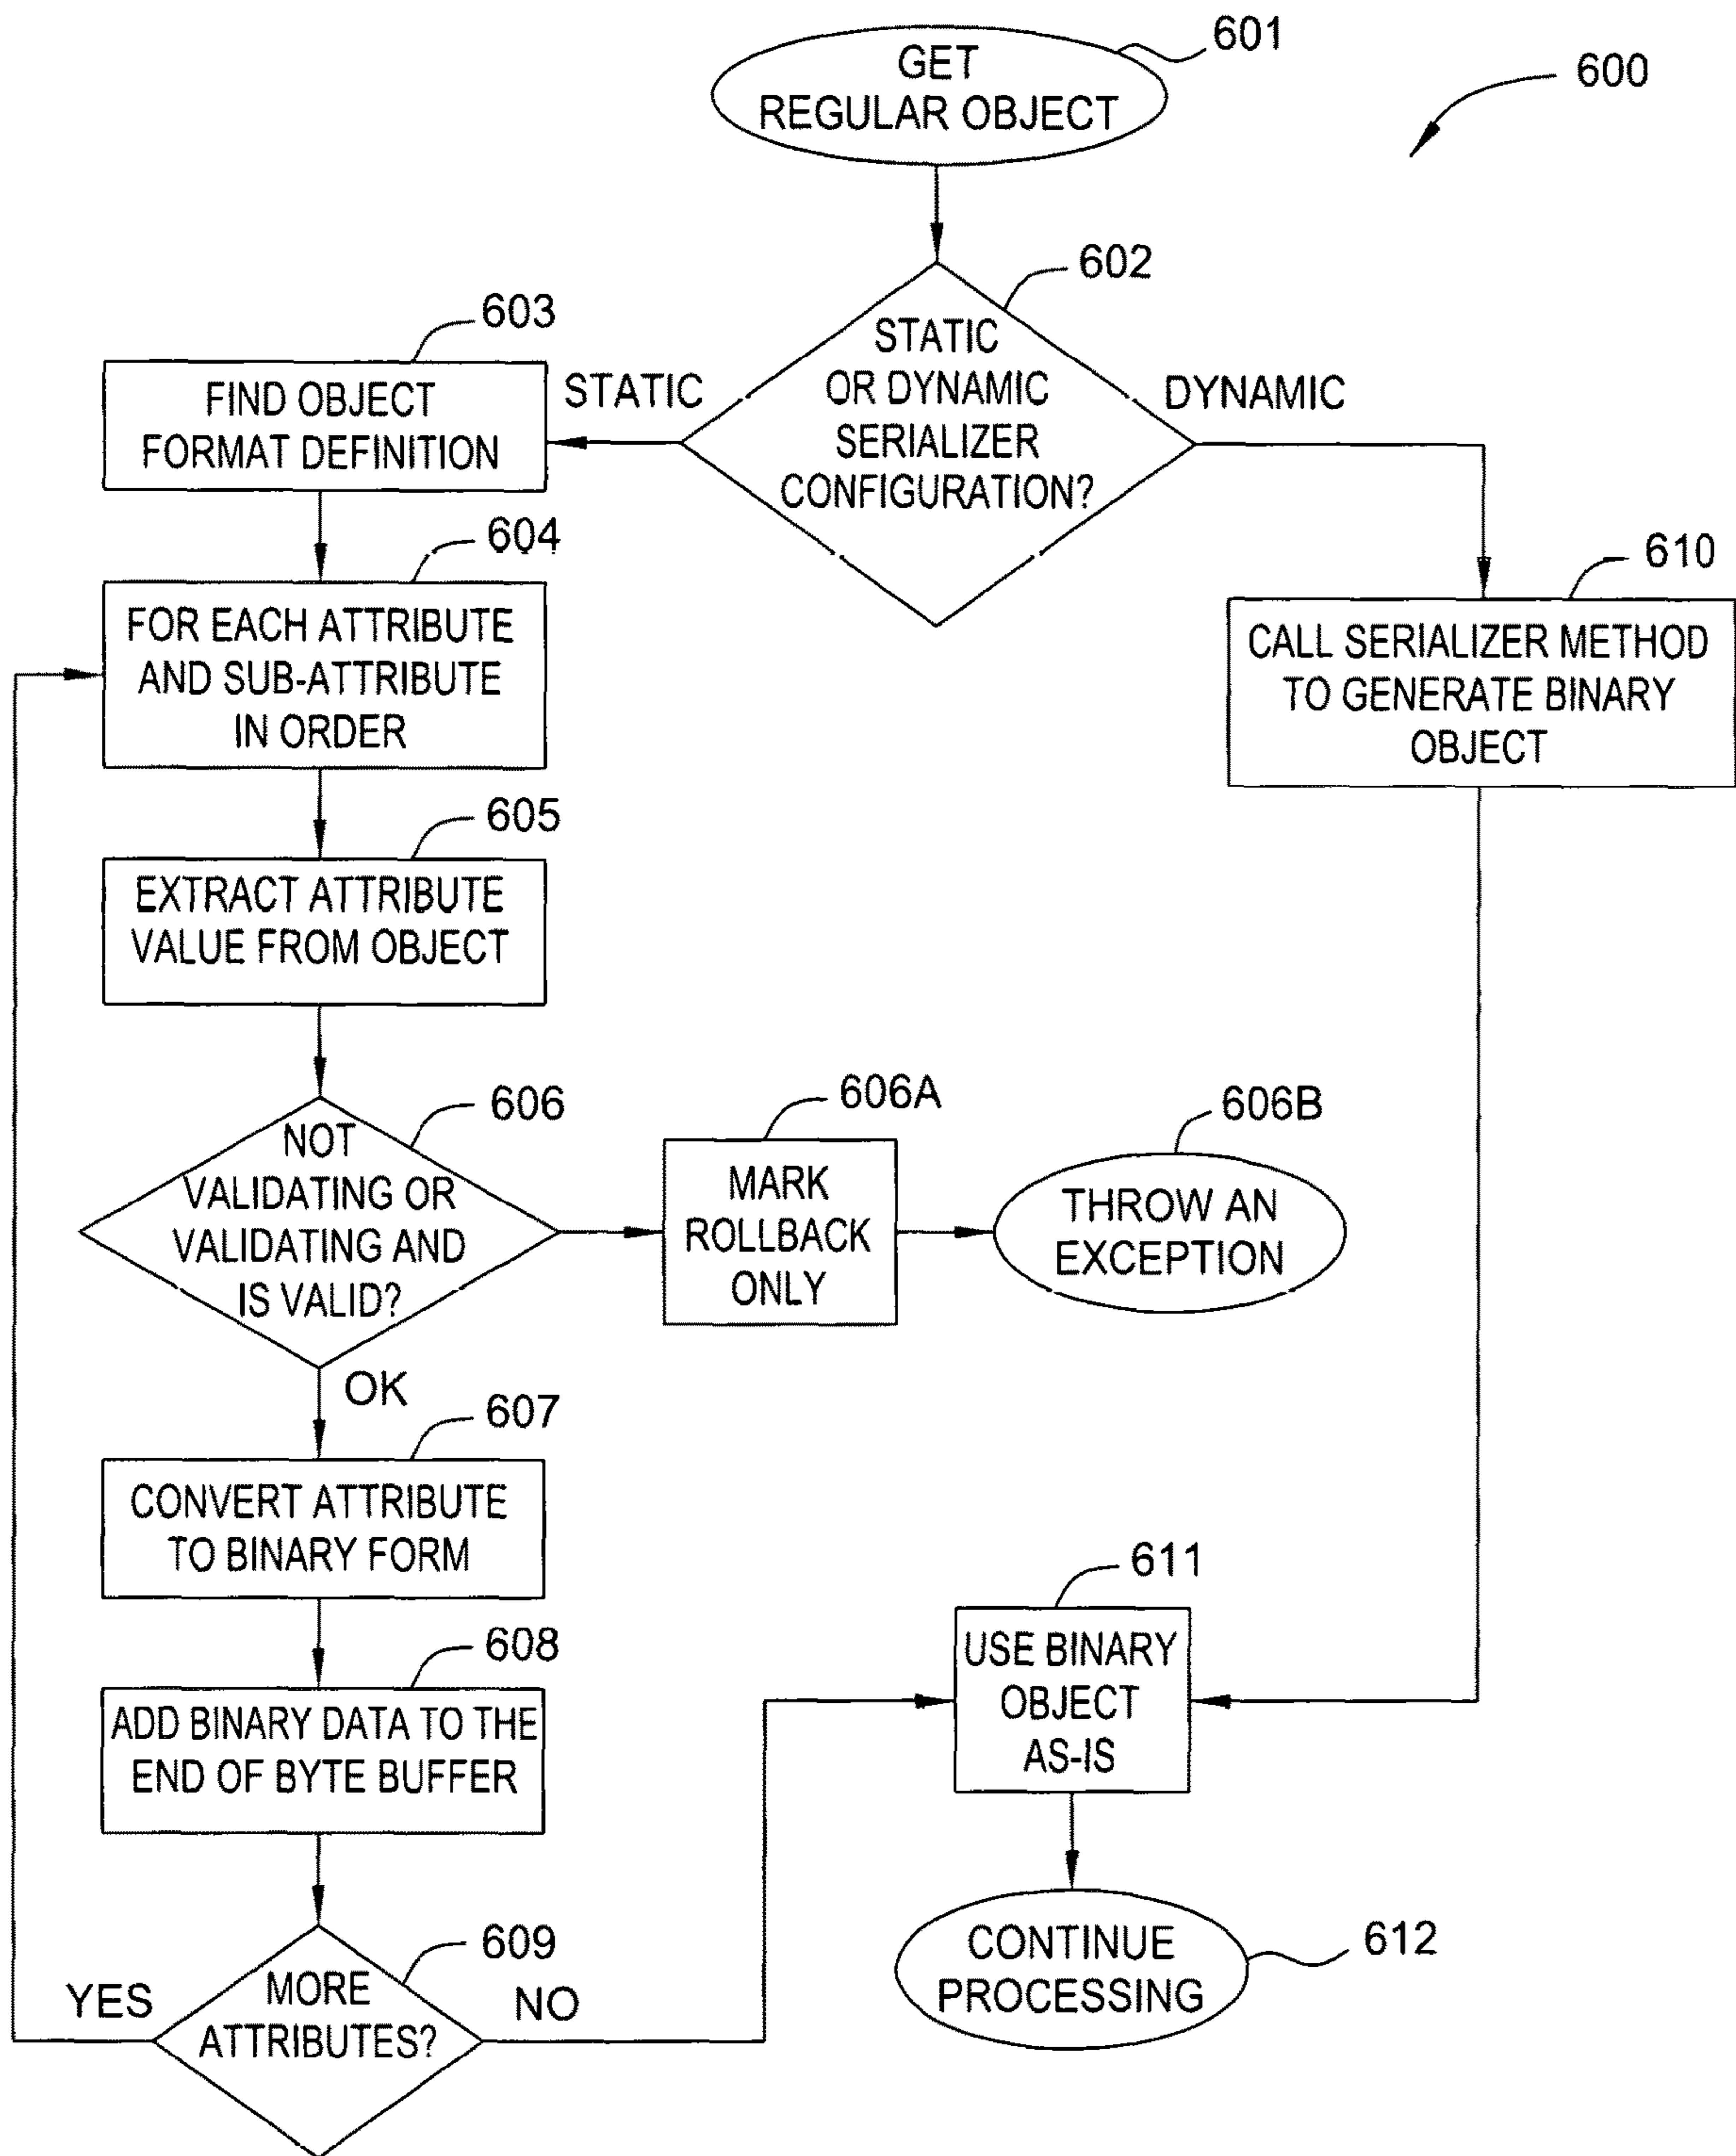 601
GET
REGULAR OBJECT
600
602
STATIC
OR DYNAMIC
SERIALIZER
CONFIGURATION?
STATIC
DYNAMIC
603
FIND OBJECT
FORMAT DEFINITION
604
FOR EACH ATTRIBUTE
AND SUB-ATTRIBUTE
IN ORDER
610
CALL SERIALIZER METHOD
TO GENERATE BINARY
OBJECT
605
EXTRACT ATTRIBUTE
VALUE FROM OBJECT
606
NOT
VALIDATING OR
VALIDATING AND
IS VALID?
606A
MARK
ROLLBACK
ONLY
606B
THROW AN
EXCEPTION
OK
607
CONVERT ATTRIBUTE
TO BINARY FORM
608
ADD BINARY DATA TO THE
END OF BYTE BUFFER
609
MORE
ATTRIBUTES?
YES
NO
611
USE BINARY
OBJECT
AS-IS
612
CONTINUE
PROCESSING